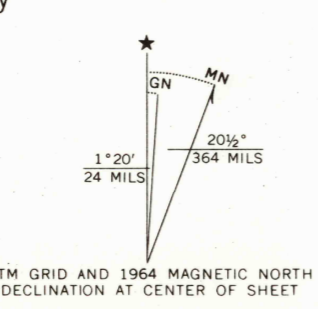 y
★
GN
MN
1°20′
24 MILS
20½°
364 MILS
TM GRID AND 1964 MAGNETIC NORTH
DECLINATION AT CENTER OF SHEET